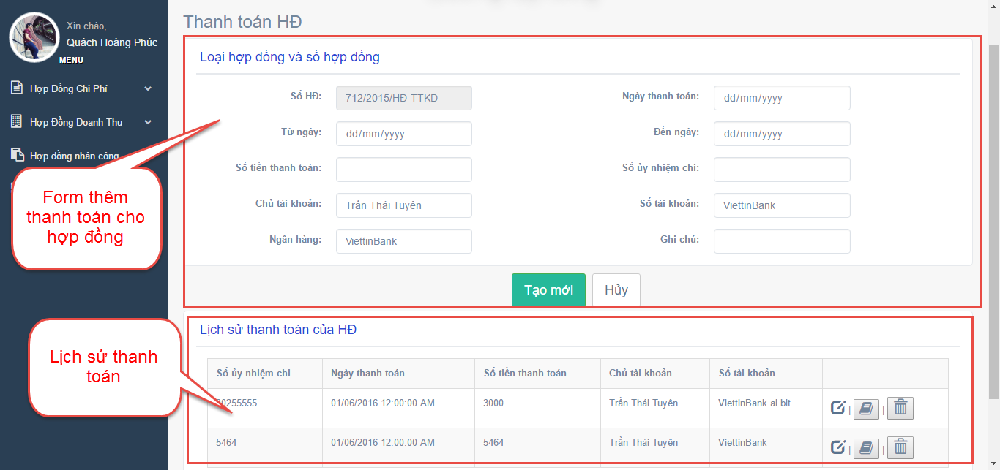 Xin chào,
Quách Hoàng Phúc
MENU
Hợp Đồng Chi Phí
Hợp Đồng Doanh Thu
Hợp đồng nhân công
Form thêm
thanh toán cho
hợp đồng
Lịch sử thanh
toán
Thanh toán HĐ
Loại hợp đồng và số hợp đồng
Số HĐ: 712/2015/HĐ-TTKD Ngày thanh toán: dd/mm/yyyy
Từ ngày: dd/mm/yyyy Đến ngày: dd/mm/yyyy
Số tiền thanh toán: Số ủy nhiệm chi:
Chủ tài khoản: Trần Thái Tuyên Số tài khoản: ViettinBank
Ngân hàng: ViettinBank Ghi chú:
Tạo mới Hủy
Lịch sử thanh toán của HĐ
Số ủy nhiệm chi Ngày thanh toán Số tiền thanh toán Chủ tài khoản Số tài khoản
01/06/2016 12:00:00 AM 3000 Trần Thái Tuyên ViettinBank ai bit | |
5464 01/06/2016 12:00:00 AM 5464 Trần Thái Tuyên ViettinBank | |